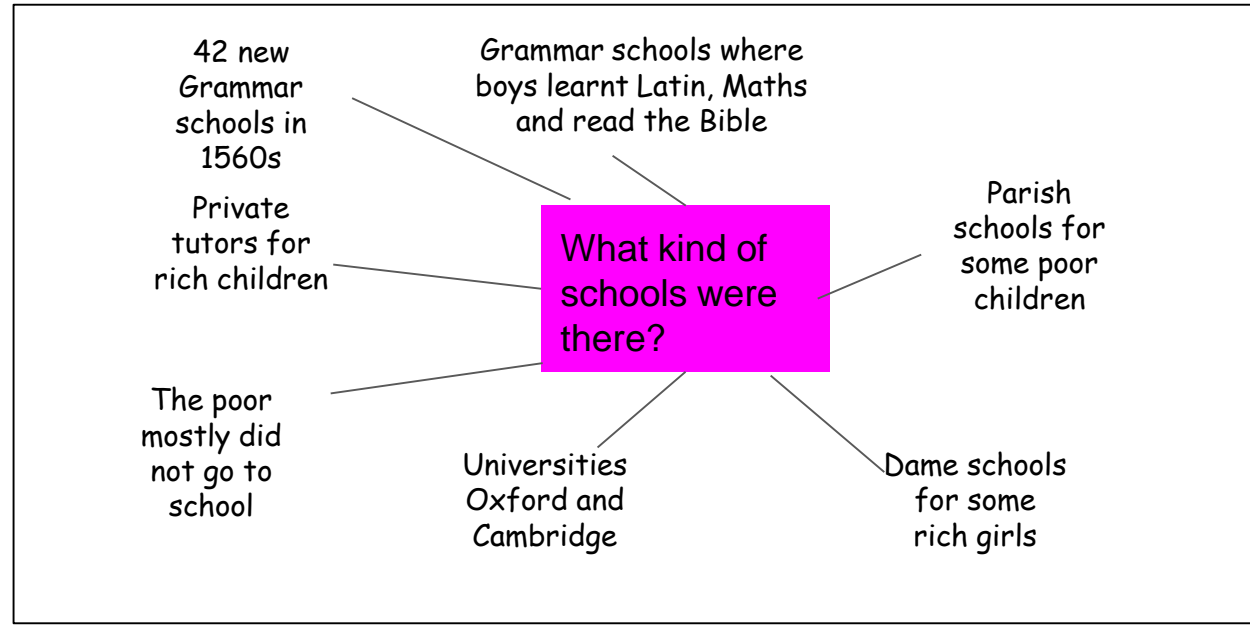 42 new
Grammar
schools in
1560s
Grammar schools where
boys learnt Latin, Maths
and read the Bible
Private
tutors for
rich children
What kind of
schools were
there?
Parish
schools for
some poor
children
The poor
mostly did
not go to
school
Universities
Oxford and
Cambridge
Dame schools
for some
rich girls